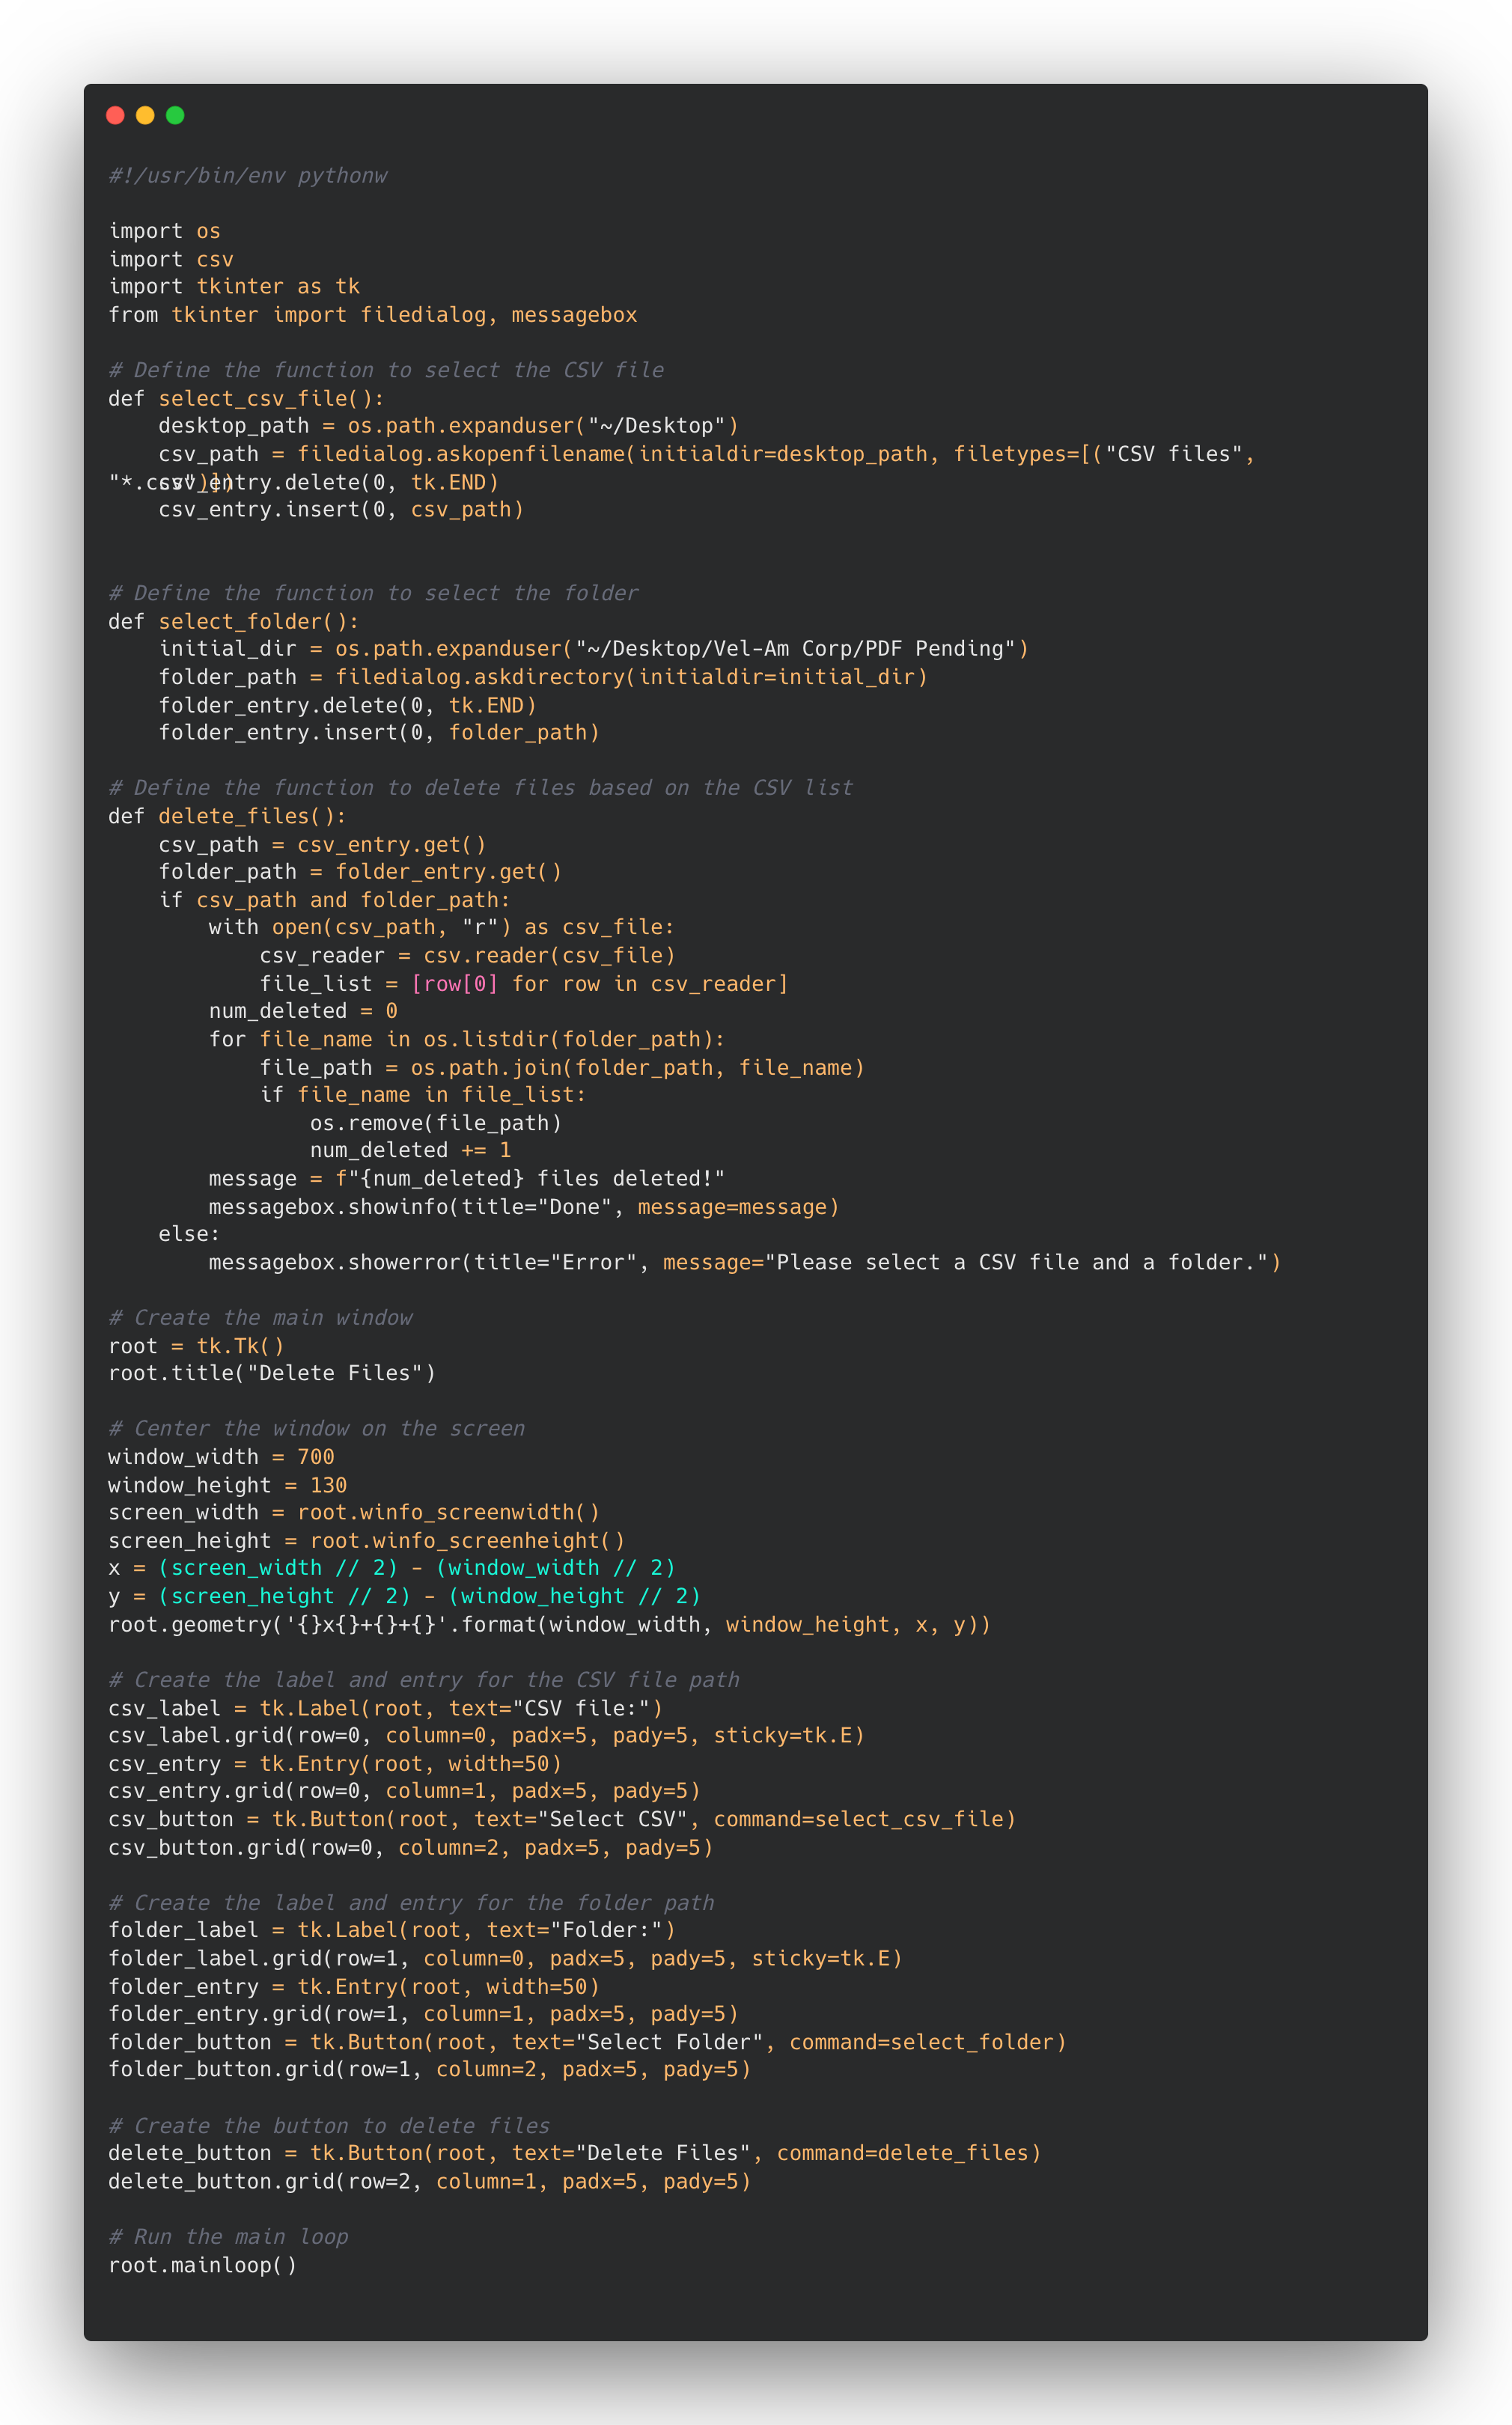 #!/usr/bin/env pythonw

import os
import csv
import tkinter as tk
from tkinter import filedialog, messagebox

# Define the function to select the CSV file
def select_csv_file():
    desktop_path = os.path.expanduser("~/Desktop")
    csv_path = filedialog.askopenfilename(initialdir=desktop_path, filetypes=[("CSV files",
"*.csv")])
    csv_entry.delete(0, tk.END)
    csv_entry.insert(0, csv_path)


# Define the function to select the folder
def select_folder():
    initial_dir = os.path.expanduser("~/Desktop/Vel-Am Corp/PDF Pending")
    folder_path = filedialog.askdirectory(initialdir=initial_dir)
    folder_entry.delete(0, tk.END)
    folder_entry.insert(0, folder_path)

# Define the function to delete files based on the CSV list
def delete_files():
    csv_path = csv_entry.get()
    folder_path = folder_entry.get()
    if csv_path and folder_path:
        with open(csv_path, "r") as csv_file:
            csv_reader = csv.reader(csv_file)
            file_list = [row[0] for row in csv_reader]
        num_deleted = 0
        for file_name in os.listdir(folder_path):
            file_path = os.path.join(folder_path, file_name)
            if file_name in file_list:
                os.remove(file_path)
                num_deleted += 1
        message = f"{num_deleted} files deleted!"
        messagebox.showinfo(title="Done", message=message)
    else:
        messagebox.showerror(title="Error", message="Please select a CSV file and a folder.")

# Create the main window
root = tk.Tk()
root.title("Delete Files")

# Center the window on the screen
window_width = 700
window_height = 130
screen_width = root.winfo_screenwidth()
screen_height = root.winfo_screenheight()
x = (screen_width // 2) - (window_width // 2)
y = (screen_height // 2) - (window_height // 2)
root.geometry('{}x{}+{}+{}'.format(window_width, window_height, x, y))

# Create the label and entry for the CSV file path
csv_label = tk.Label(root, text="CSV file:")
csv_label.grid(row=0, column=0, padx=5, pady=5, sticky=tk.E)
csv_entry = tk.Entry(root, width=50)
csv_entry.grid(row=0, column=1, padx=5, pady=5)
csv_button = tk.Button(root, text="Select CSV", command=select_csv_file)
csv_button.grid(row=0, column=2, padx=5, pady=5)

# Create the label and entry for the folder path
folder_label = tk.Label(root, text="Folder:")
folder_label.grid(row=1, column=0, padx=5, pady=5, sticky=tk.E)
folder_entry = tk.Entry(root, width=50)
folder_entry.grid(row=1, column=1, padx=5, pady=5)
folder_button = tk.Button(root, text="Select Folder", command=select_folder)
folder_button.grid(row=1, column=2, padx=5, pady=5)

# Create the button to delete files
delete_button = tk.Button(root, text="Delete Files", command=delete_files)
delete_button.grid(row=2, column=1, padx=5, pady=5)

# Run the main loop
root.mainloop()